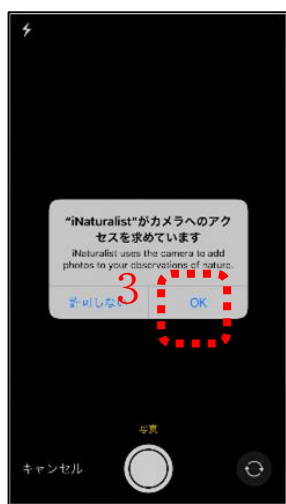 "iNaturalist"がカメラへのアク
セスを求めています
iNaturalist uses the camera to add
photos to your observations of nature.
許可しない
3
OK
写真
キャンセル